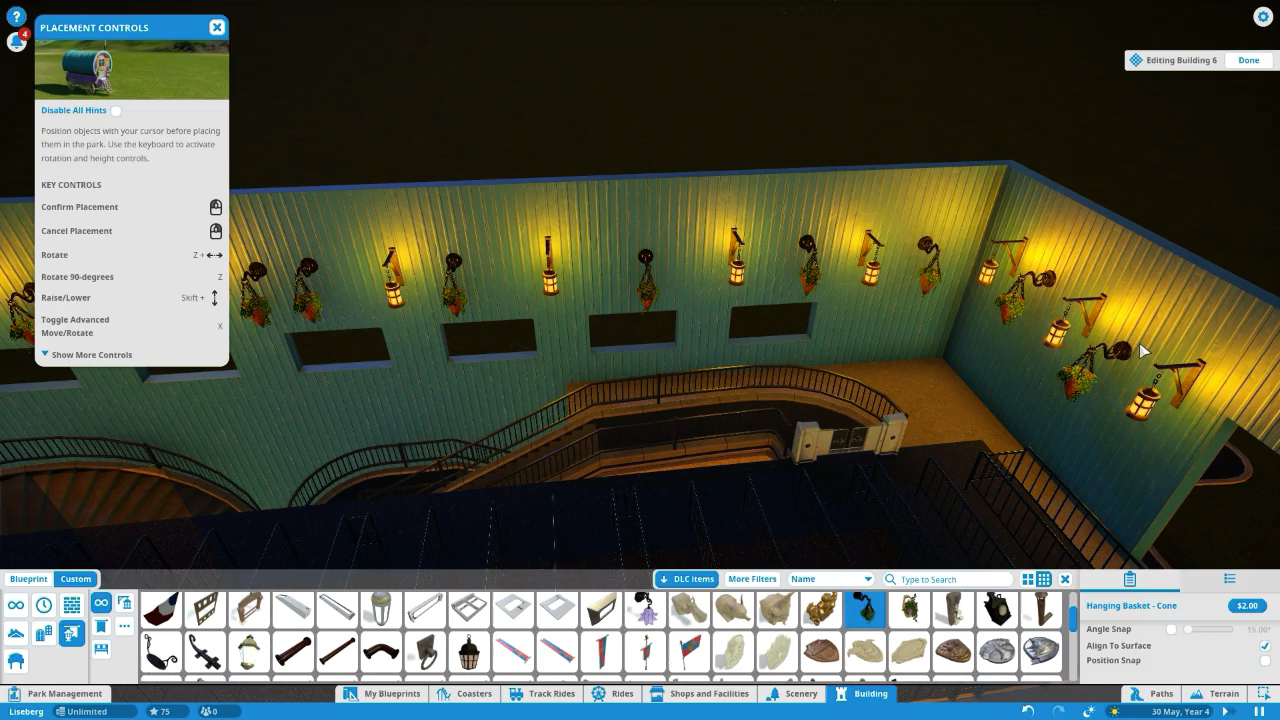 ?
4
PLACEMENT CONTROLS
Disable All Hints
Position objects with your cursor before placing
them in the park. Use the keyboard to activate
rotation and height controls.
KEY CONTROLS
Confirm Placement
Cancel Placement
Rotate Z +
Rotate 90-degrees Z
Raise/Lower Skift +
Toggle Advanced
Move/Rotate X
Show More Controls
Editing Building 6 Done
Blueprint Custom
DLC items More Filters Name Type to Search
Hanging Basket - Cone $2.00
Angle Snap 15.00°
Align To Surface
Position Snap
Park Management My Blueprints Coasters Track Rides Rides Shops and Facilities Scenery Building Paths Terrain
Liseberg Unlimited 75 0 30 May, Year 4